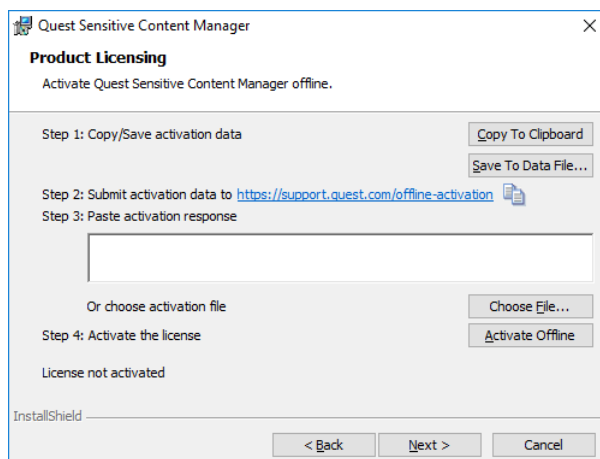 Quest Sensitive Content Manager
Product Licensing
Activate Quest Sensitive Content Manager offline.
Step 1: Copy/Save activation data
Copy To Clipboard
Save To Data File...
Step 2: Submit activation data to https://support.quest.com/offline-activation
Step 3: Paste activation response
Or choose activation file
Choose File...
Step 4: Activate the license
Activate Offline
License not activated
InstallShield
< Back
Next >
Cancel